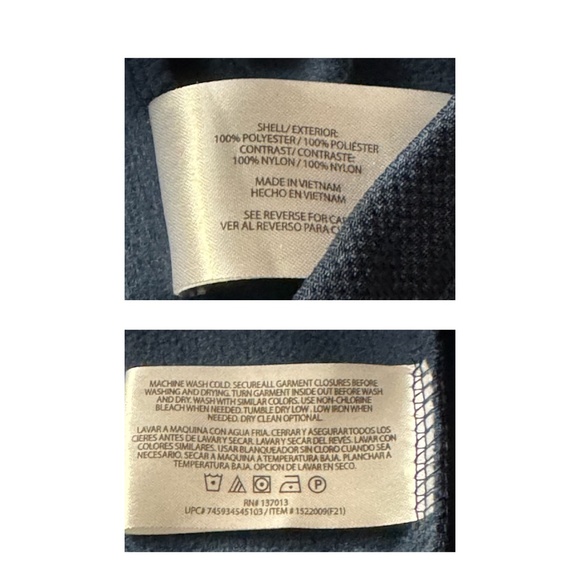 SHELL/EXTERIOR:
100% POLYESTER/100% POLIÉSTER
CONTRAST/CONTRASTE:
100% NYLON/100% NYLON
MADE IN VIETNAM
HECHO EN VIETNAM
SEE REVERSE FOR
VER AL REVERSO PARA
MACHINE WASH COLD. SECURE ALL GARMENT CLOSURES BEFORE
WASHING AND DRYING. TURN GARMENT INSIDE OUT BEFORE WASH
AND DRY. WASH WITH SIMILAR COLORS. USE NON-CHLORINE
BLEACH WHEN NEEDED. TUMBLE DRY LOW. LOW IRON WHEN
NEEDED. DRY CLEAN OPTIONAL.
LAVAR A MAQUINA CON AGUA FRIA. CERRAR Y ASEGURAR TODOS LOS
CIERES ANTES DE LAVAR Y SECAR. LAVAR Y SECAR DEL REVES. LAVAR CON
COLORES SIMILARES. USAR BLANQUEADOR SIN CLORO CUANDO SEA
NECESARIO. SECAR A MAQUINA A TEMPERATURA BAJA. PLANCHAR A
TEMPERATURA BAJA. OPCION DE LAVAR EN SECO.
RN# 137013
UPC# 745934545103 / ITEM # 1522009(F21)